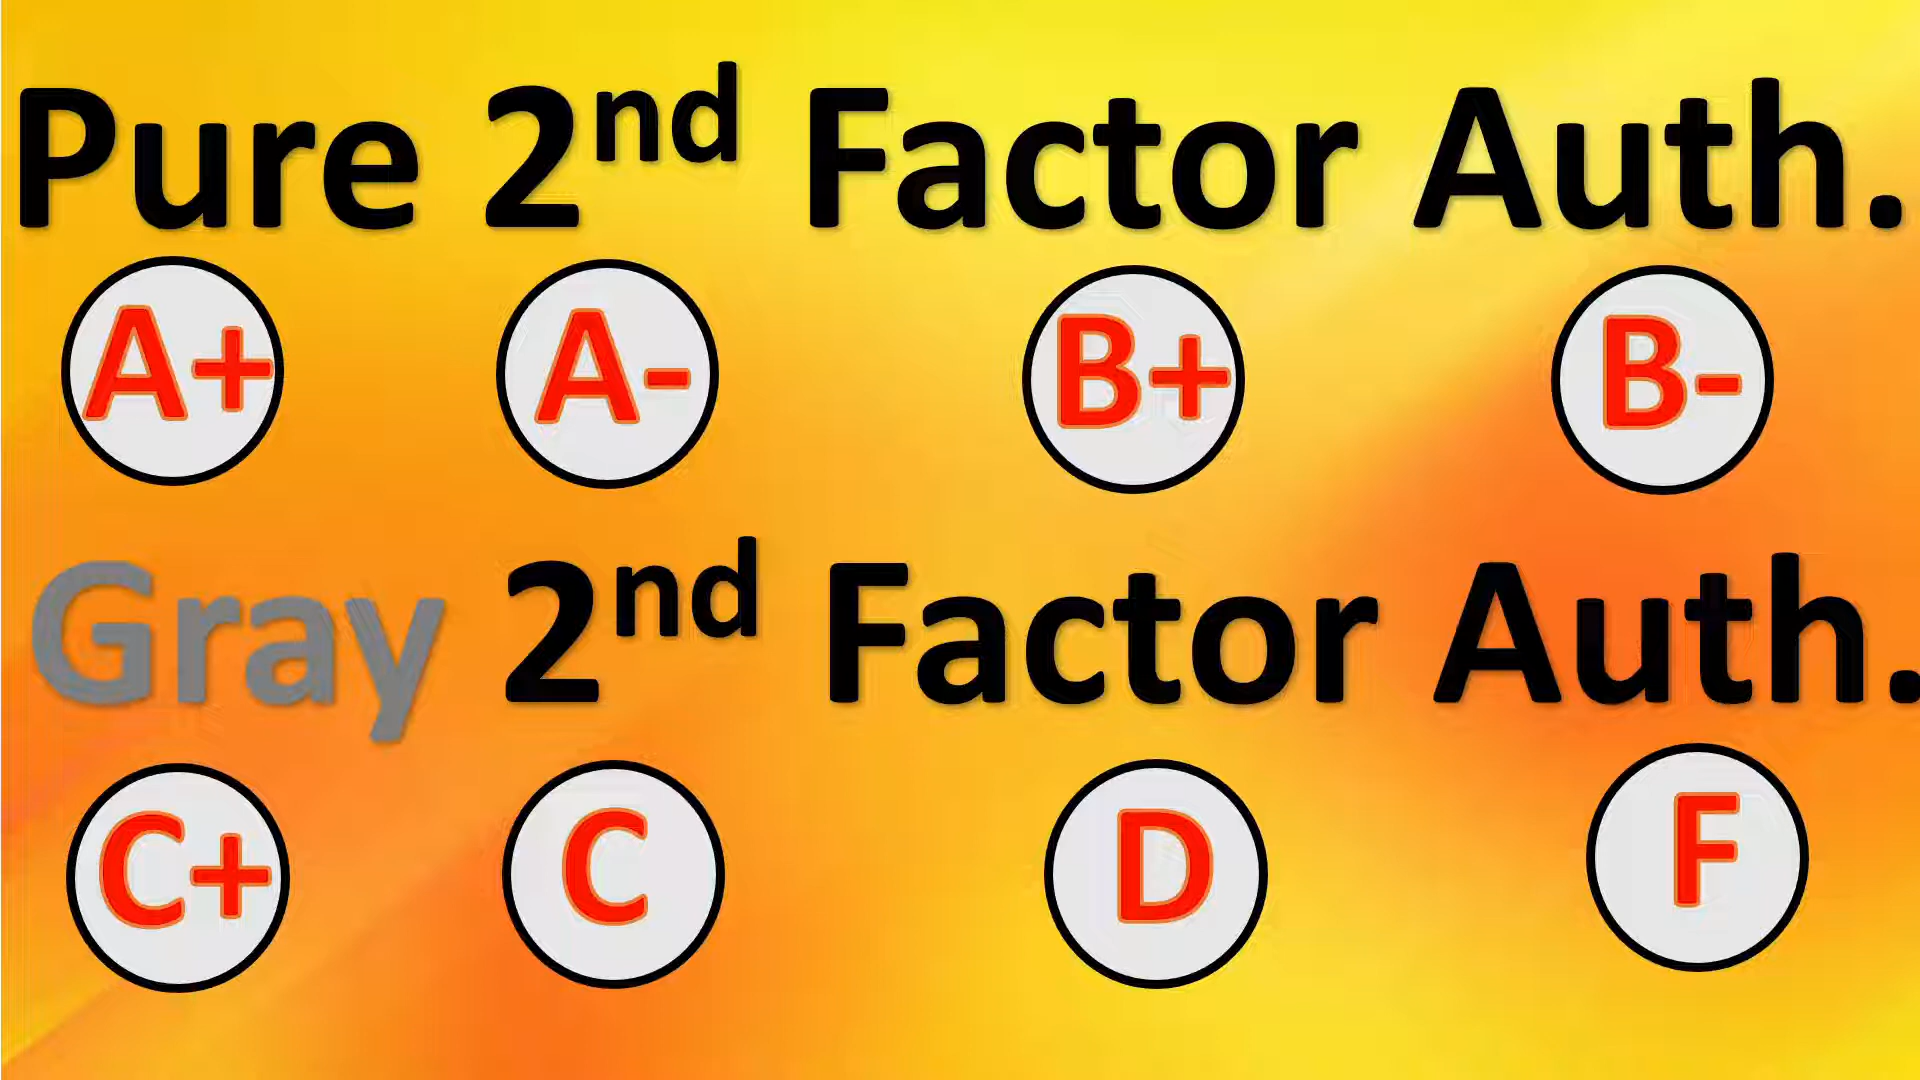 Pure 2nd Factor Auth.
A+ A- B+ B-
Gray 2nd Factor Auth.
C+ C D F